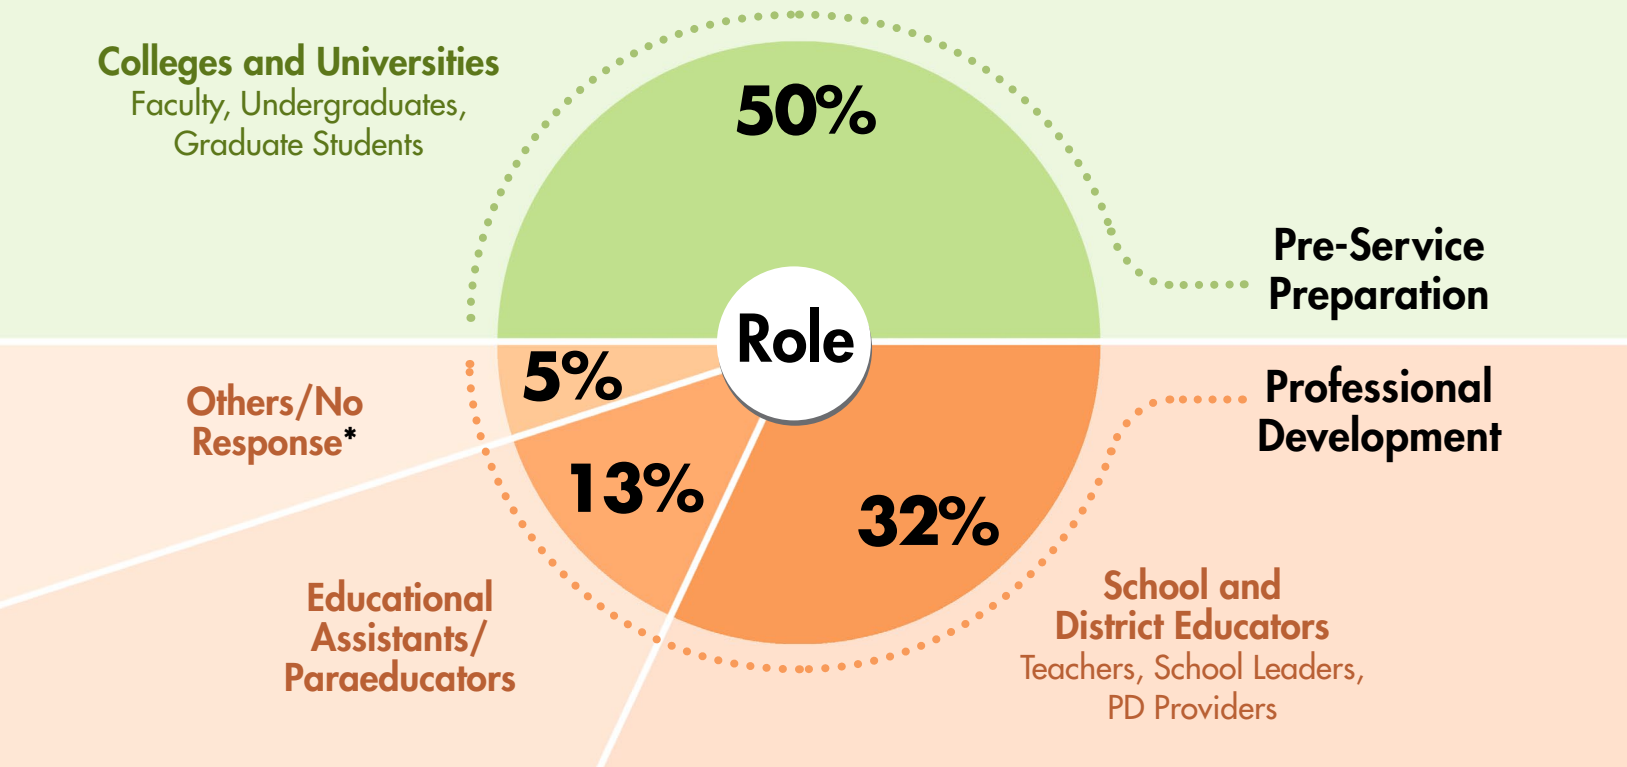 Colleges and Universities
Faculty, Undergraduates,
Graduate Students
50%
Pre-Service
Preparation
Role
5%
Others/No
Response*
Professional
Development
13%
32%
Educational
Assistants/
Paraeducators
School and
District Educators
Teachers, School Leaders,
PD Providers